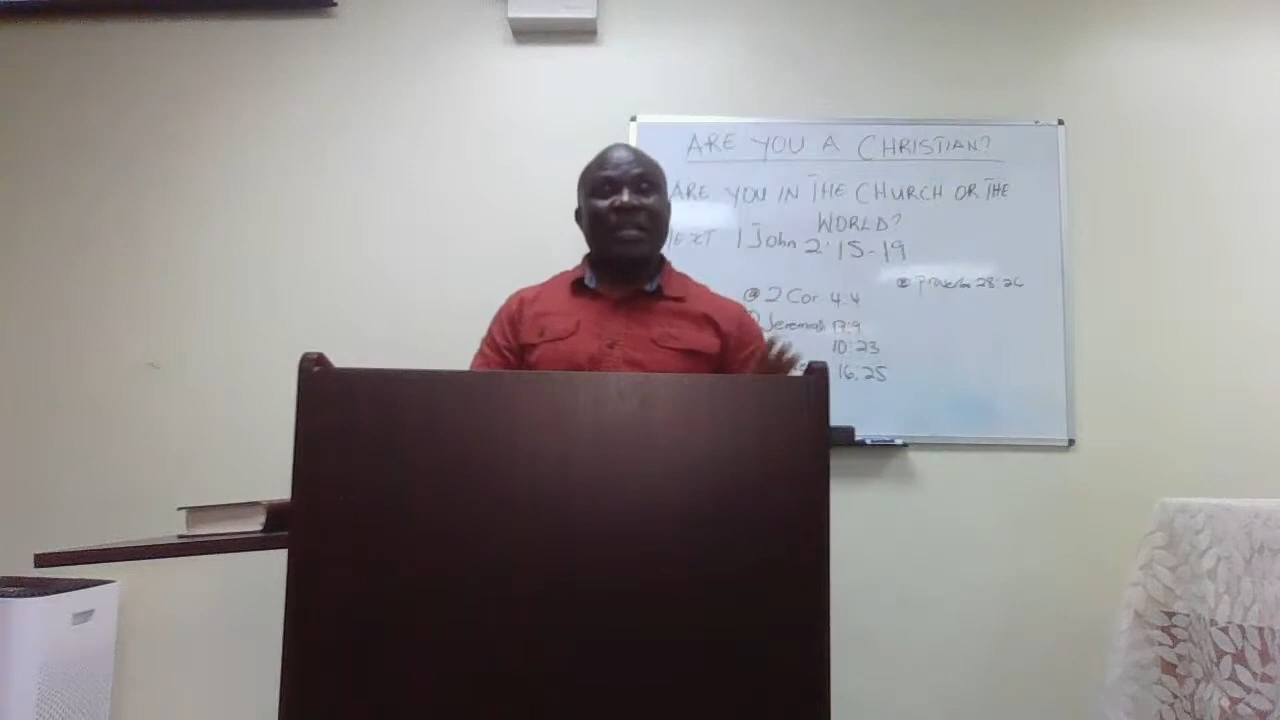 ARE YOU A CHRISTIAN?
ARE YOU IN THE CHURCH OR THE
WORLD?
TEXT 1 John 2:15-19
@ Proverbs 28:26
@ 2 Cor 4:4
Jeremiah 17:9
10:23
16:25